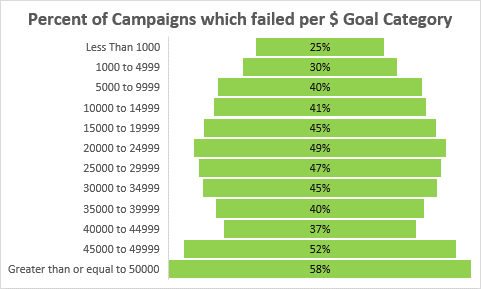 Percent of Campaigns which failed per $ Goal Category
Less Than 1000 25%
1000 to 4999 30%
5000 to 9999 40%
10000 to 14999 41%
15000 to 19999 45%
20000 to 24999 49%
25000 to 29999 47%
30000 to 34999 45%
35000 to 39999 40%
40000 to 44999 37%
45000 to 49999 52%
Greater than or equal to 50000 58%